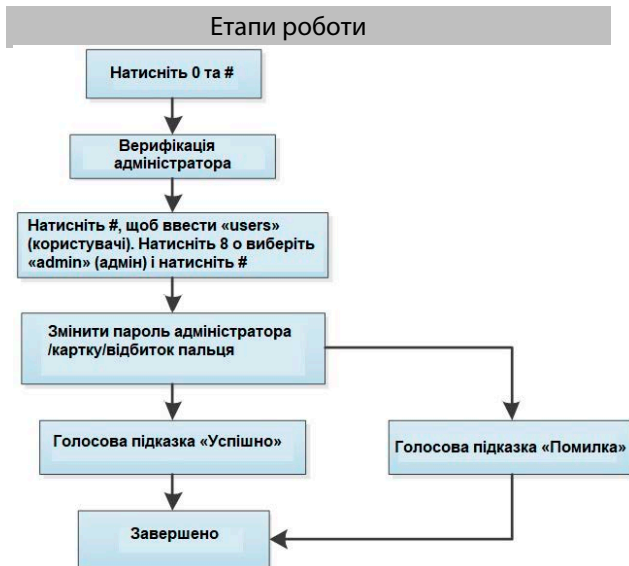 Етапи роботи
Натисніть 0 та #
Верифікація
адміністратора
Натисніть #, щоб ввести «users»
(користувачі). Натисніть 8 о виберіть
«admin» (адмін) і натисніть #
Змінити пароль адміністратора
/картку/відбиток пальця
Голосова підказка «Успішно»
Голосова підказка «Помилка»
Завершено